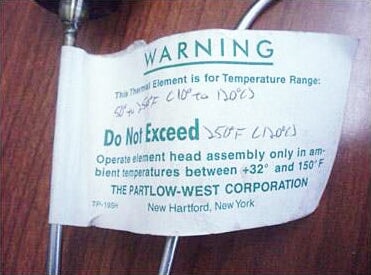 WARNING
This Thermal Element is for Temperature Range:
50° to 250°F (10° to 120°C)
Do Not Exceed 250°F (120°C)
Operate element head assembly only in am-
bient temperatures between +32° and 150°F
THE PARTLOW-WEST CORPORATION
New Hartford, New York